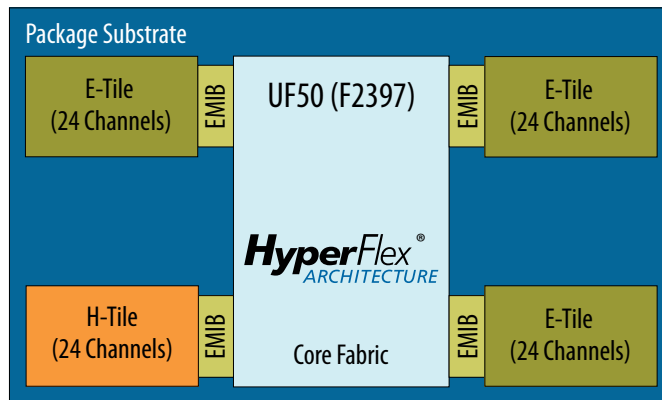 Package Substrate
E-Tile
(24 Channels)
EMIB
UF50 (F2397)
EMIB
E-Tile
(24 Channels)
HyperFlex®
ARCHITECTURE
H-Tile
(24 Channels)
EMIB
Core Fabric
EMIB
E-Tile
(24 Channels)